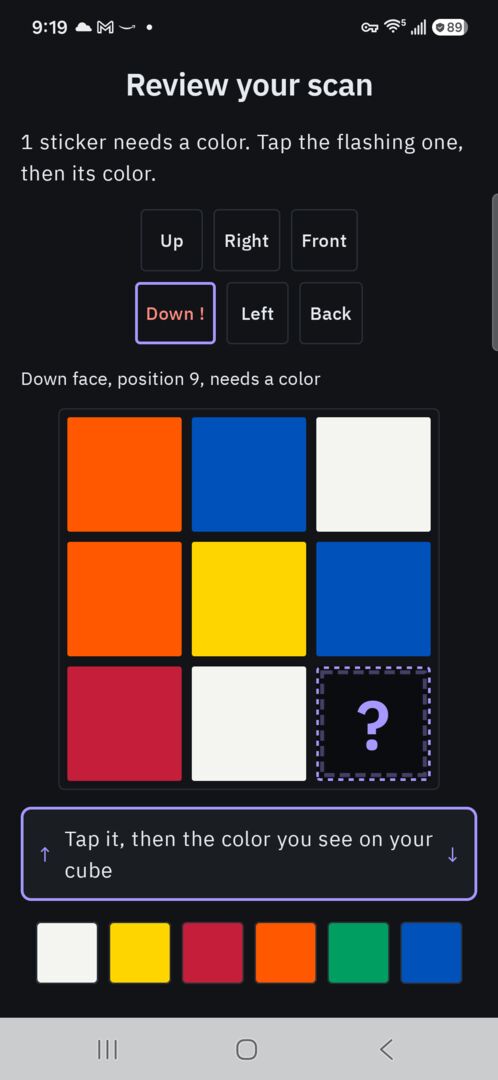 9:19
5
89
Review your scan
1 sticker needs a color. Tap the flashing one,
then its color.
Up
Right
Front
Down !
Left
Back
Down face, position 9, needs a color
?
↑ Tap it, then the color you see on your ↓
cube